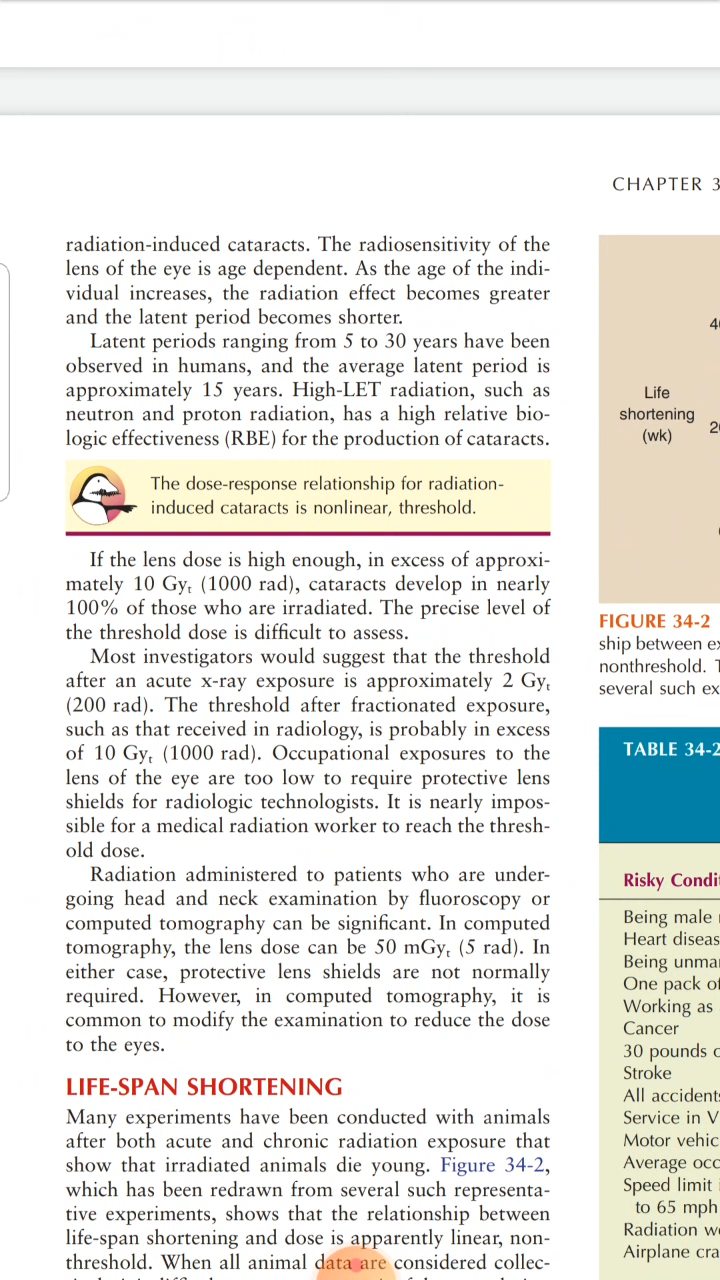 CHAPTER 3
radiation-induced cataracts. The radiosensitivity of the
lens of the eye is age dependent. As the age of the indi-
vidual increases, the radiation effect becomes greater
and the latent period becomes shorter.
Latent periods ranging from 5 to 30 years have been
observed in humans, and the average latent period is
approximately 15 years. High-LET radiation, such as
neutron and proton radiation, has a high relative bio-
logic effectiveness (RBE) for the production of cataracts.
The dose-response relationship for radiation-
induced cataracts is nonlinear, threshold.
If the lens dose is high enough, in excess of approxi-
mately 10 Gyt (1000 rad), cataracts develop in nearly
100% of those who are irradiated. The precise level of
the threshold dose is difficult to assess.
Most investigators would suggest that the threshold
after an acute x-ray exposure is approximately 2 Gyt
(200 rad). The threshold after fractionated exposure,
such as that received in radiology, is probably in excess
of 10 Gyt (1000 rad). Occupational exposures to the
lens of the eye are too low to require protective lens
shields for radiologic technologists. It is nearly impos-
sible for a medical radiation worker to reach the thresh-
old dose.
Radiation administered to patients who are under-
going head and neck examination by fluoroscopy or
computed tomography can be significant. In computed
tomography, the lens dose can be 50 mGyt (5 rad). In
either case, protective lens shields are not normally
required. However, in computed tomography, it is
common to modify the examination to reduce the dose
to the eyes.
LIFE-SPAN SHORTENING
Many experiments have been conducted with animals
after both acute and chronic radiation exposure that
show that irradiated animals die young. Figure 34-2,
which has been redrawn from several such representa-
tive experiments, shows that the relationship between
life-span shortening and dose is apparently linear, non-
threshold. When all animal data are considered collec-
Life
shortening
(wk)
FIGURE 34-2
ship between
nonthreshold.
several such
TABLE 34-2
Risky
Being male
Heart
Being
One pack
Working as
Cancer
30 pounds
Stroke
All
Service in
Motor
Average
Speed limit
to 65 mph
Radiation
Airplane